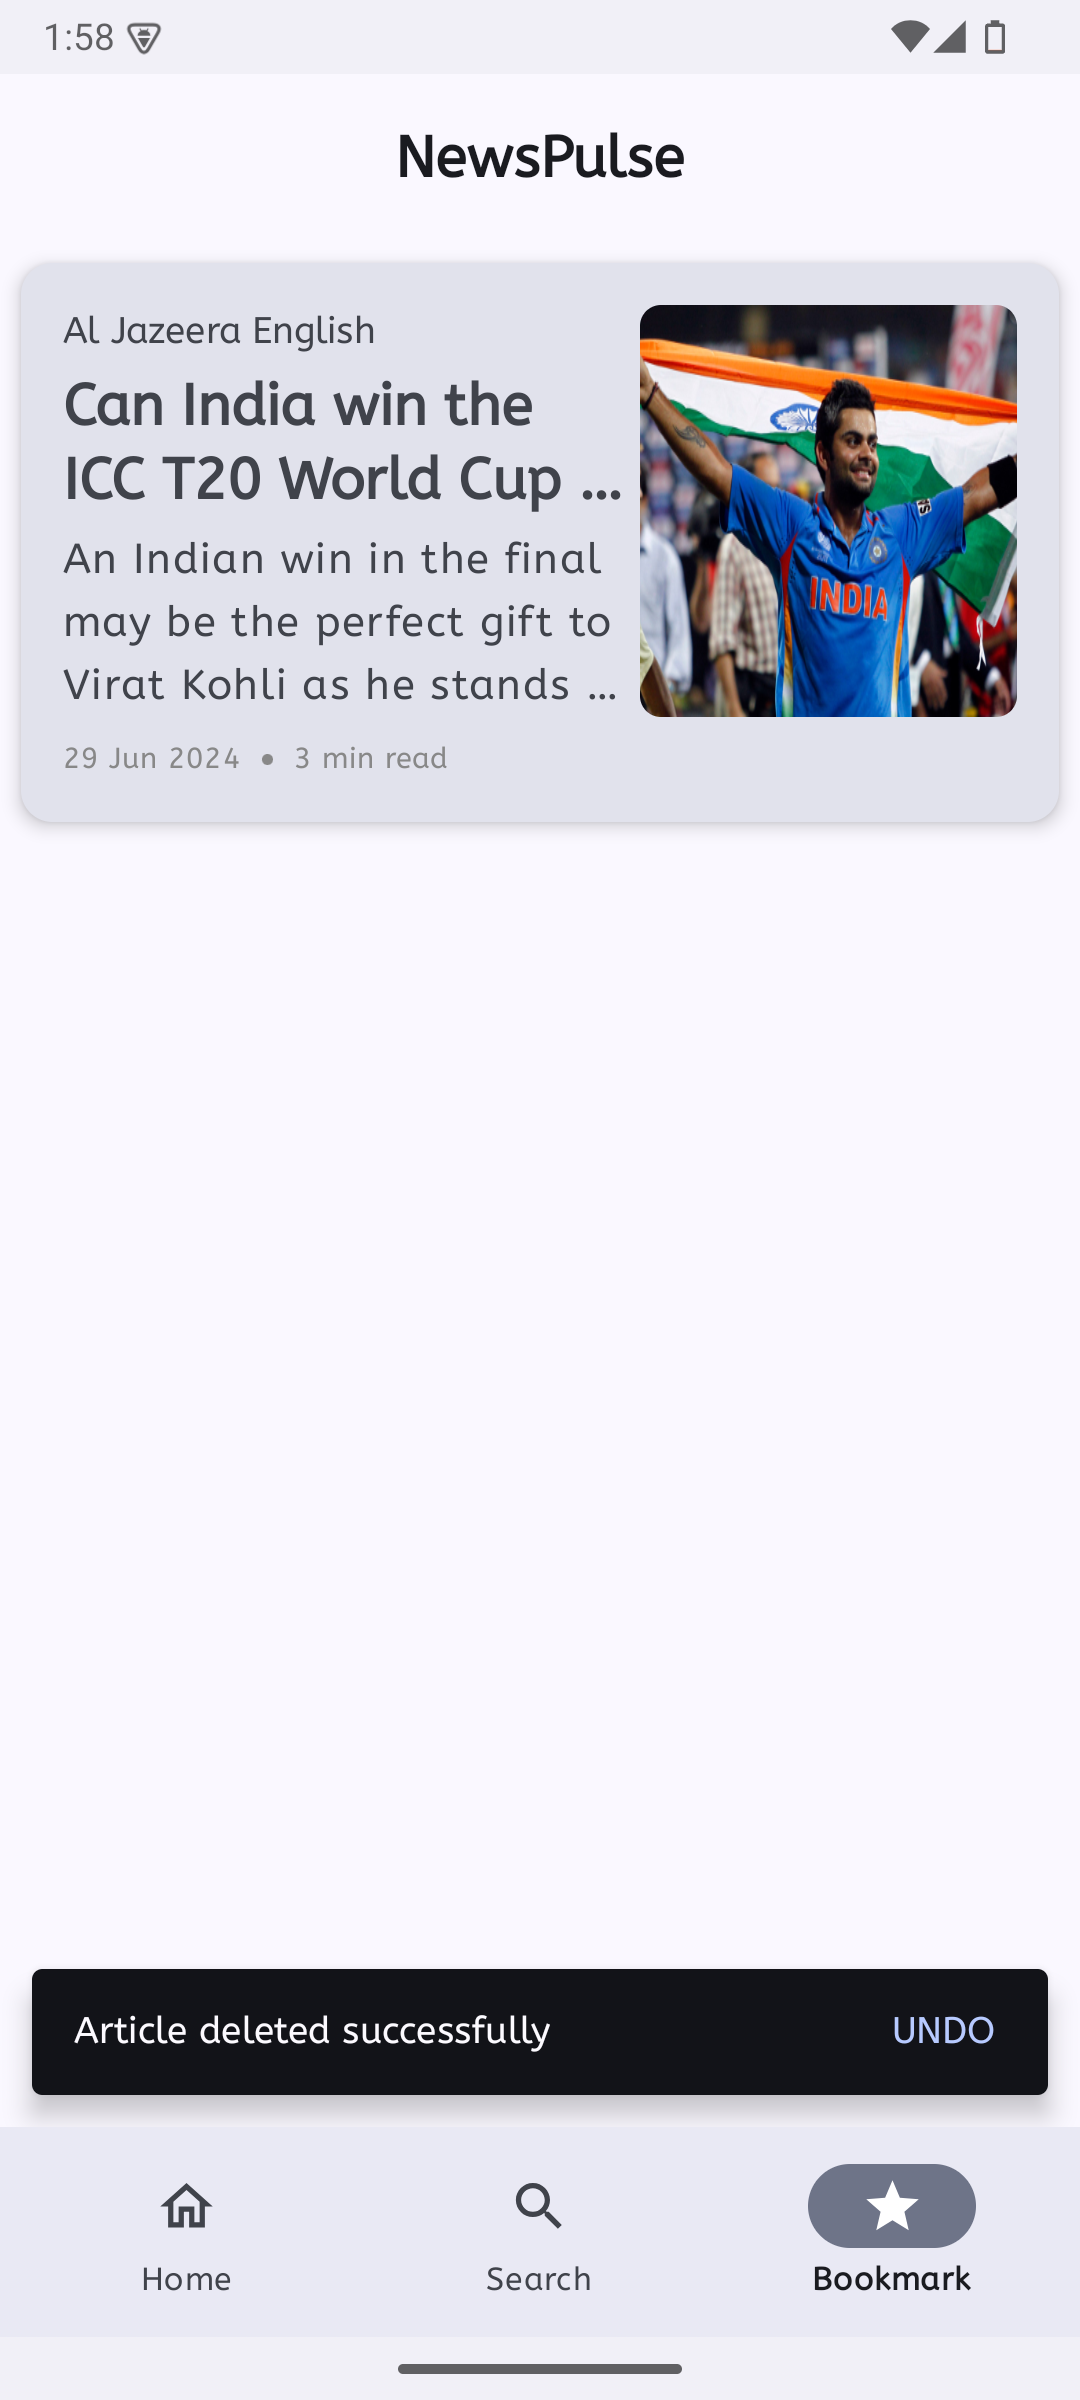 1:58
NewsPulse
Al Jazeera English
Can India win the
ICC T20 World Cup ...
An Indian win in the final
may be the perfect gift to
Virat Kohli as he stands ...
29 Jun 2024 • 3 min read
INDIA
Article deleted successfully UNDO
Home Search Bookmark